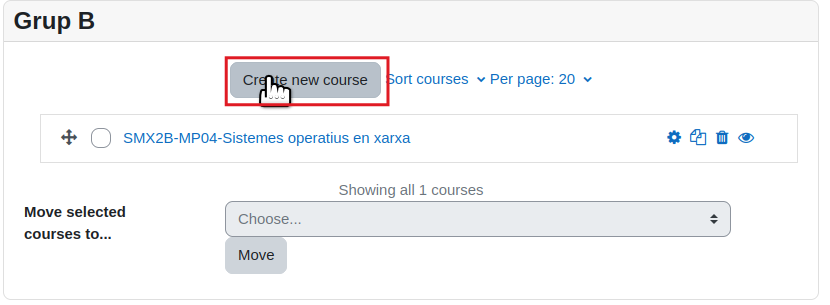 Grup B
Create new course Sort courses Per page: 20
SMX2B-MP04-Sistemes operatius en xarxa
Showing all 1 courses
Move selected courses to...
Choose...
Move